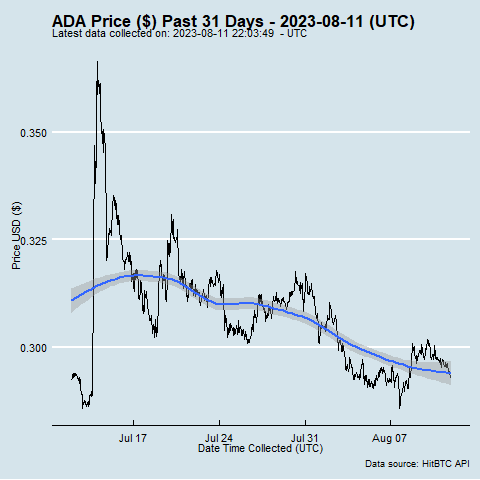 ADA Price ($) Past 31 Days - 2023-08-11 (UTC)
Latest data collected on: 2023-08-11 22:03:49 - UTC
0.350
0.325
0.300
Price USD ($)
Jul 17 Jul 24 Jul 31 Aug 07
Date Time Collected (UTC)
Data source: HitBTC API